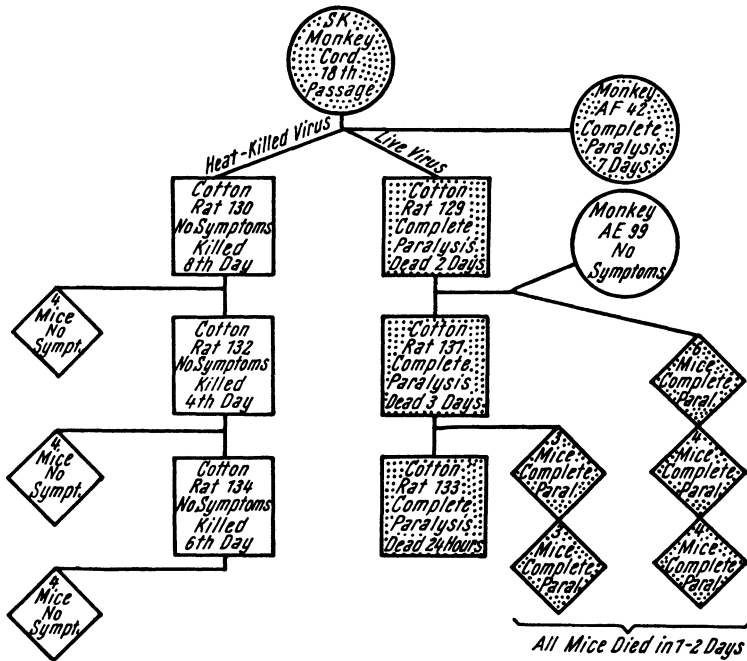 SK
Monkey
Cord
18th
Passage
Heat-Killed Virus
Live Virus
Monkey
AF 42
Complete
Paralysis
7 Days
Cotton
Rat 130
No Symptoms
Killed
8th Day
Cotton
Rat 129
Complete
Paralysis
Dead 2 Days
Monkey
AE 99
No
Symptoms
4
Mice
No
Sympt.
Cotton
Rat 132
No Symptoms
Killed
4th Day
Cotton
Rat 131
Complete
Paralysis
Dead 3 Days
6
Mice
Complete
Paral.
4
Mice
No
Sympt.
Cotton
Rat 134
No Symptoms
Killed
6th Day
Cotton
Rat 133
Complete
Paralysis
Dead 24 Hours
3
Mice
Complete
Paral.
4
Mice
Complete
Paral.
4
Mice
No
Sympt.
3
Mice
Complete
Paral.
4
Mice
Complete
Paral.
All Mice Died in 1-2 Days